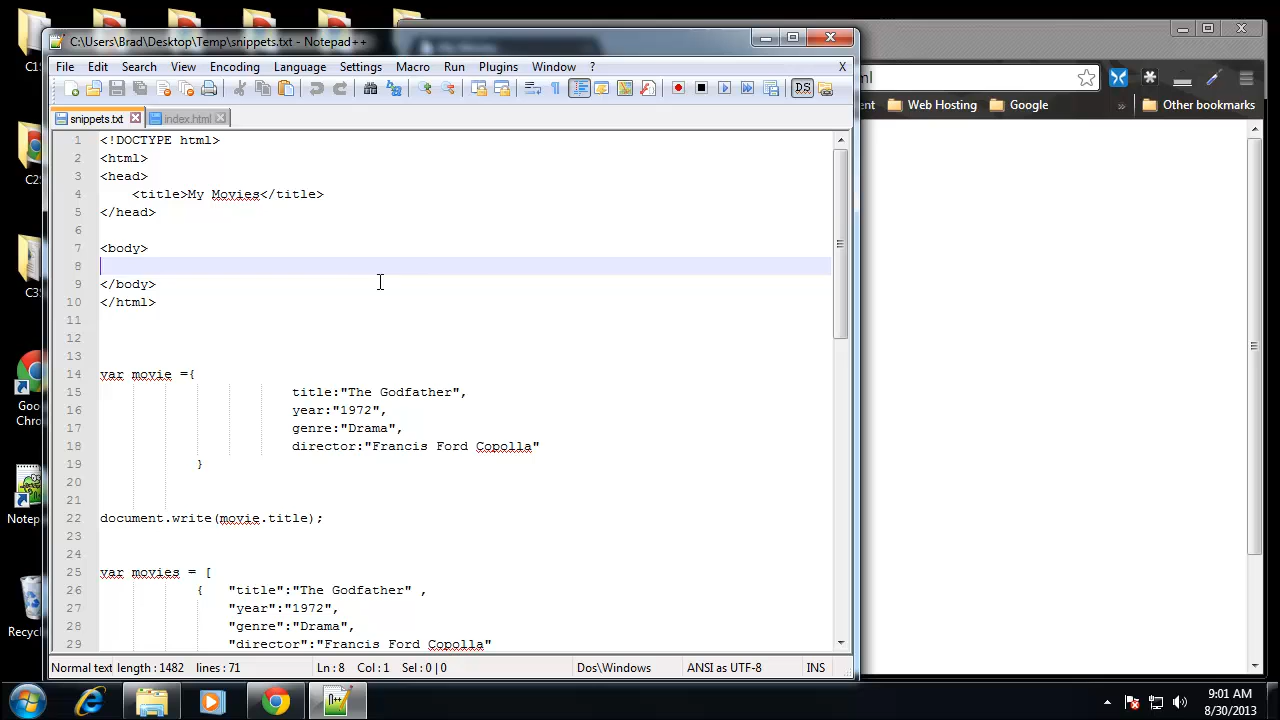 C:\Users\Brad\Desktop\Temp\snippets.txt - Notepad++
File Edit Search View Encoding Language Settings Macro Run Plugins Window ? X
snippets.txt index.html
Web Hosting Google » Other bookmarks
1 <!DOCTYPE html>
2 <html>
3 <head>
4 <title>My Movies</title>
5 </head>
6
7 <body>
8
9 </body>
10 </html>
11
12
13
14 var movie ={
15 title:"The Godfather",
16 year:"1972",
17 genre:"Drama",
18 director:"Francis Ford Copolla"
19 }
20
21
22 document.write(movie.title);
23
24
25 var movies = [
26 { "title":"The Godfather" ,
27 "year":"1972",
28 "genre":"Drama",
29 "director":"Francis Ford Copolla"
Normal text length : 1482 lines : 71 Ln : 8 Col : 1 Sel : 0 | 0 Dos\Windows ANSI as UTF-8 INS
C1S
C2S
C3S
Goo
Chro
Notep
Recyc
9:01 AM
8/30/2013